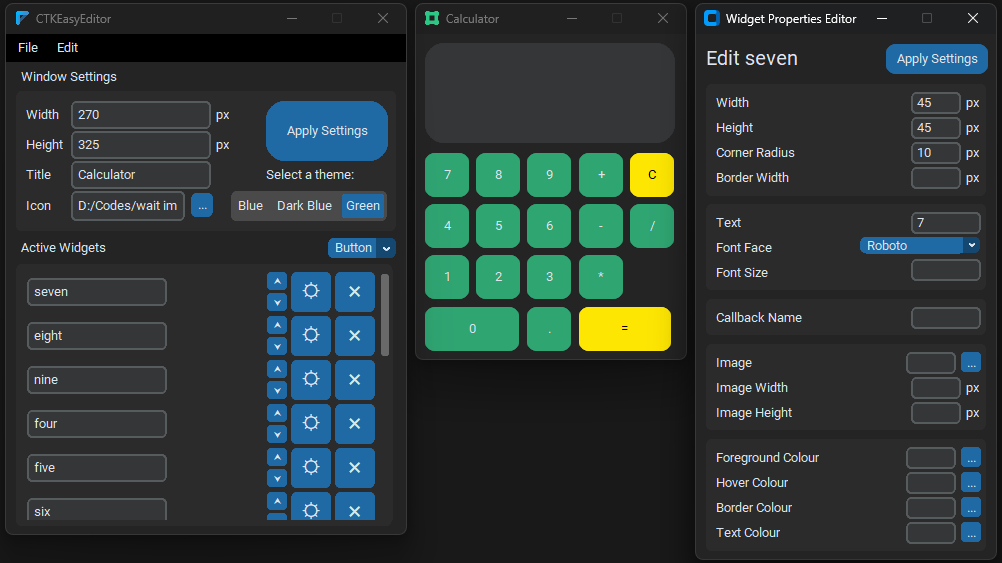 CTKEasyEditor
File Edit
Window Settings
Width 270 px
Height 325 px
Apply Settings
Title Calculator
Select a theme:
Icon D:/Codes/wait im ...
Blue Dark Blue Green
Active Widgets
Button
seven
eight
nine
four
five
six
Calculator
7 8 9 + C
4 5 6 - /
1 2 3 *
0 . =
Widget Properties Editor
Edit seven
Apply Settings
Width 45 px
Height 45 px
Corner Radius 10 px
Border Width px
Text 7
Font Face Roboto
Font Size
Callback Name
Image ...
Image Width px
Image Height px
Foreground Colour ...
Hover Colour ...
Border Colour ...
Text Colour ...